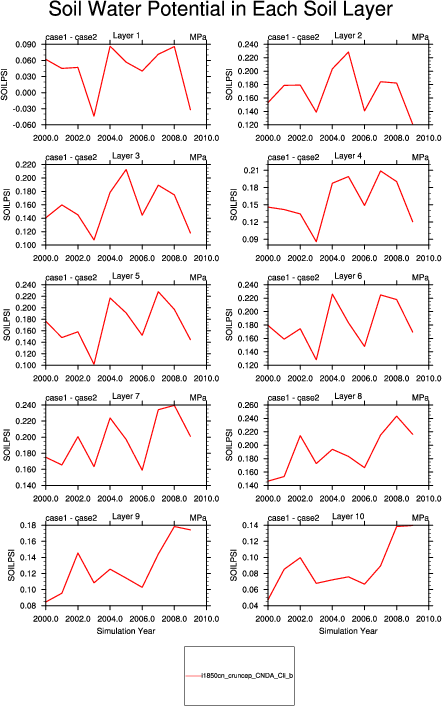 Soil Water Potential in Each Soil Layer
case1 - case2 Layer 1 MPa
0.090
0.060
0.030
0.000
-0.030
-0.060
SOILPSI
2000.0 2002.0 2004.0 2006.0 2008.0 2010.0
case1 - case2 Layer 2 MPa
0.240
0.220
0.200
0.180
0.160
0.140
0.120
SOILPSI
2000.0 2002.0 2004.0 2006.0 2008.0 2010.0
case1 - case2 Layer 3 MPa
0.220
0.200
0.180
0.160
0.140
0.120
0.100
SOILPSI
2000.0 2002.0 2004.0 2006.0 2008.0 2010.0
case1 - case2 Layer 4 MPa
0.21
0.18
0.15
0.12
0.09
SOILPSI
2000.0 2002.0 2004.0 2006.0 2008.0 2010.0
case1 - case2 Layer 5 MPa
0.240
0.220
0.200
0.180
0.160
0.140
0.120
0.100
SOILPSI
2000.0 2002.0 2004.0 2006.0 2008.0 2010.0
case1 - case2 Layer 6 MPa
0.240
0.220
0.200
0.180
0.160
0.140
0.120
SOILPSI
2000.0 2002.0 2004.0 2006.0 2008.0 2010.0
case1 - case2 Layer 7 MPa
0.240
0.220
0.200
0.180
0.160
0.140
SOILPSI
2000.0 2002.0 2004.0 2006.0 2008.0 2010.0
case1 - case2 Layer 8 MPa
0.260
0.240
0.220
0.200
0.180
0.160
0.140
SOILPSI
2000.0 2002.0 2004.0 2006.0 2008.0 2010.0
case1 - case2 Layer 9 MPa
0.18
0.16
0.14
0.12
0.10
0.08
SOILPSI
2000.0 2002.0 2004.0 2006.0 2008.0 2010.0
Simulation Year
case1 - case2 Layer 10 MPa
0.14
0.12
0.10
0.08
0.06
0.04
SOILPSI
2000.0 2002.0 2004.0 2006.0 2008.0 2010.0
Simulation Year
i1850cn_cruncep_CNDA_Cli_b